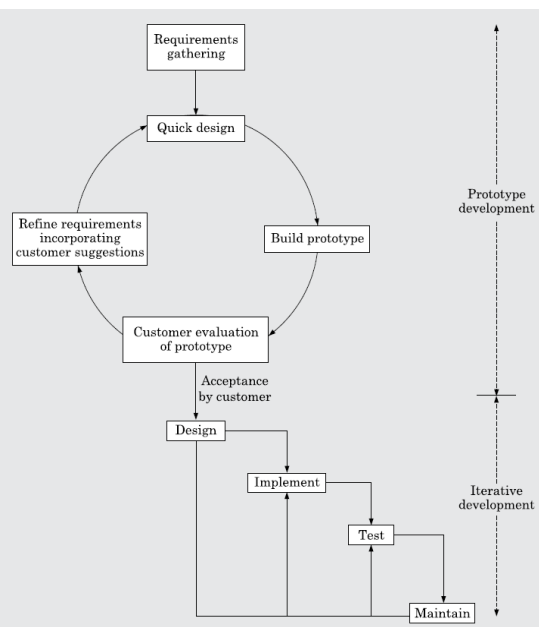 Requirements
gathering
Quick design
Prototype
development
Refine requirements
incorporating
customer suggestions
Build prototype
Customer evaluation
of prototype
Acceptance
by customer
Design
Implement
Iterative
development
Test
Maintain